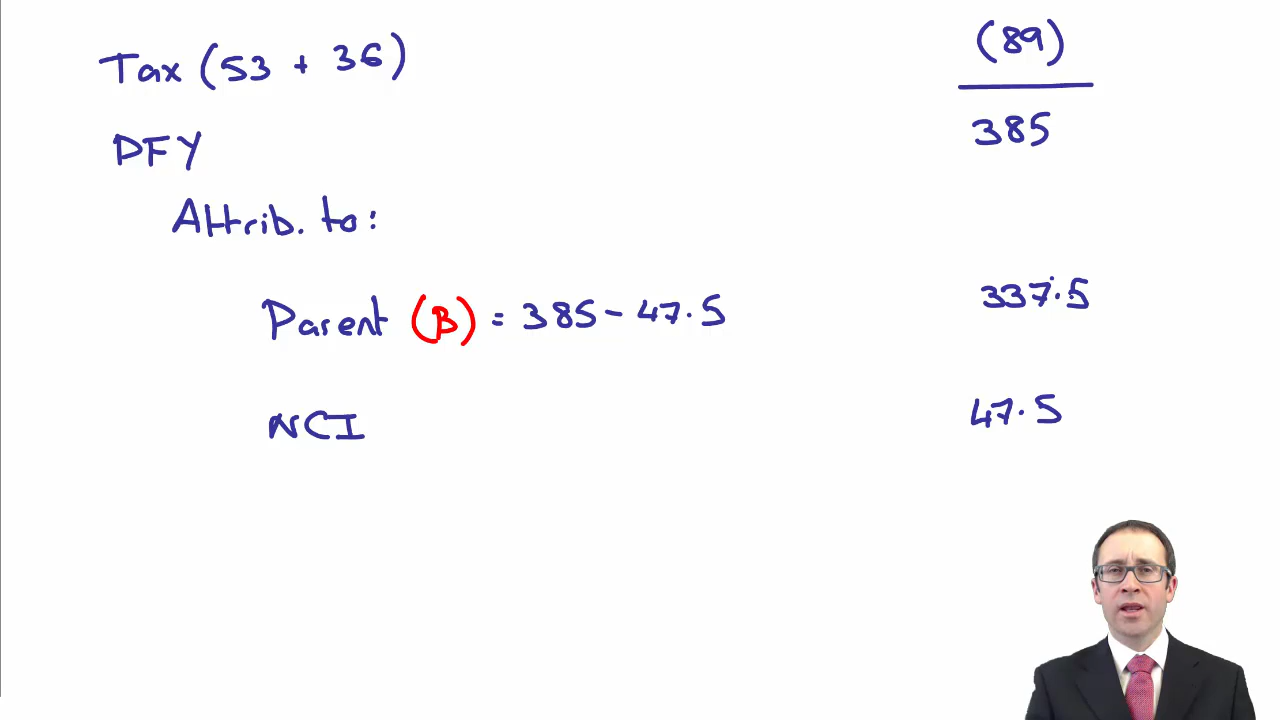 Tax (53 + 36) (89)
PFY 385
Attrib. to:
Parent (B) = 385 - 47.5 337.5
NCI 47.5